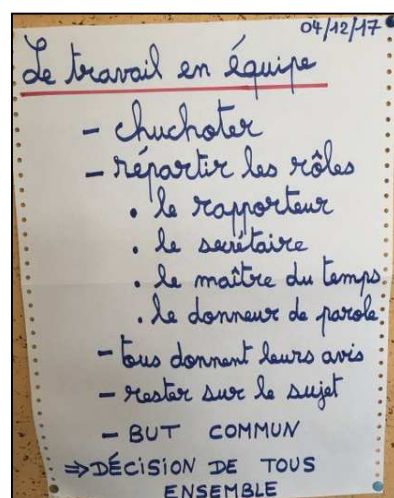 04/12/17
Le travail en équipe
- chuchoter
- répartir les rôles
• le rapporteur
• le secrétaire
• le maître du temps
• le donneur de parole
- tous donnent leurs avis
- rester sur le sujet
- BUT COMMUN
⇒ DÉCISION DE TOUS
ENSEMBLE